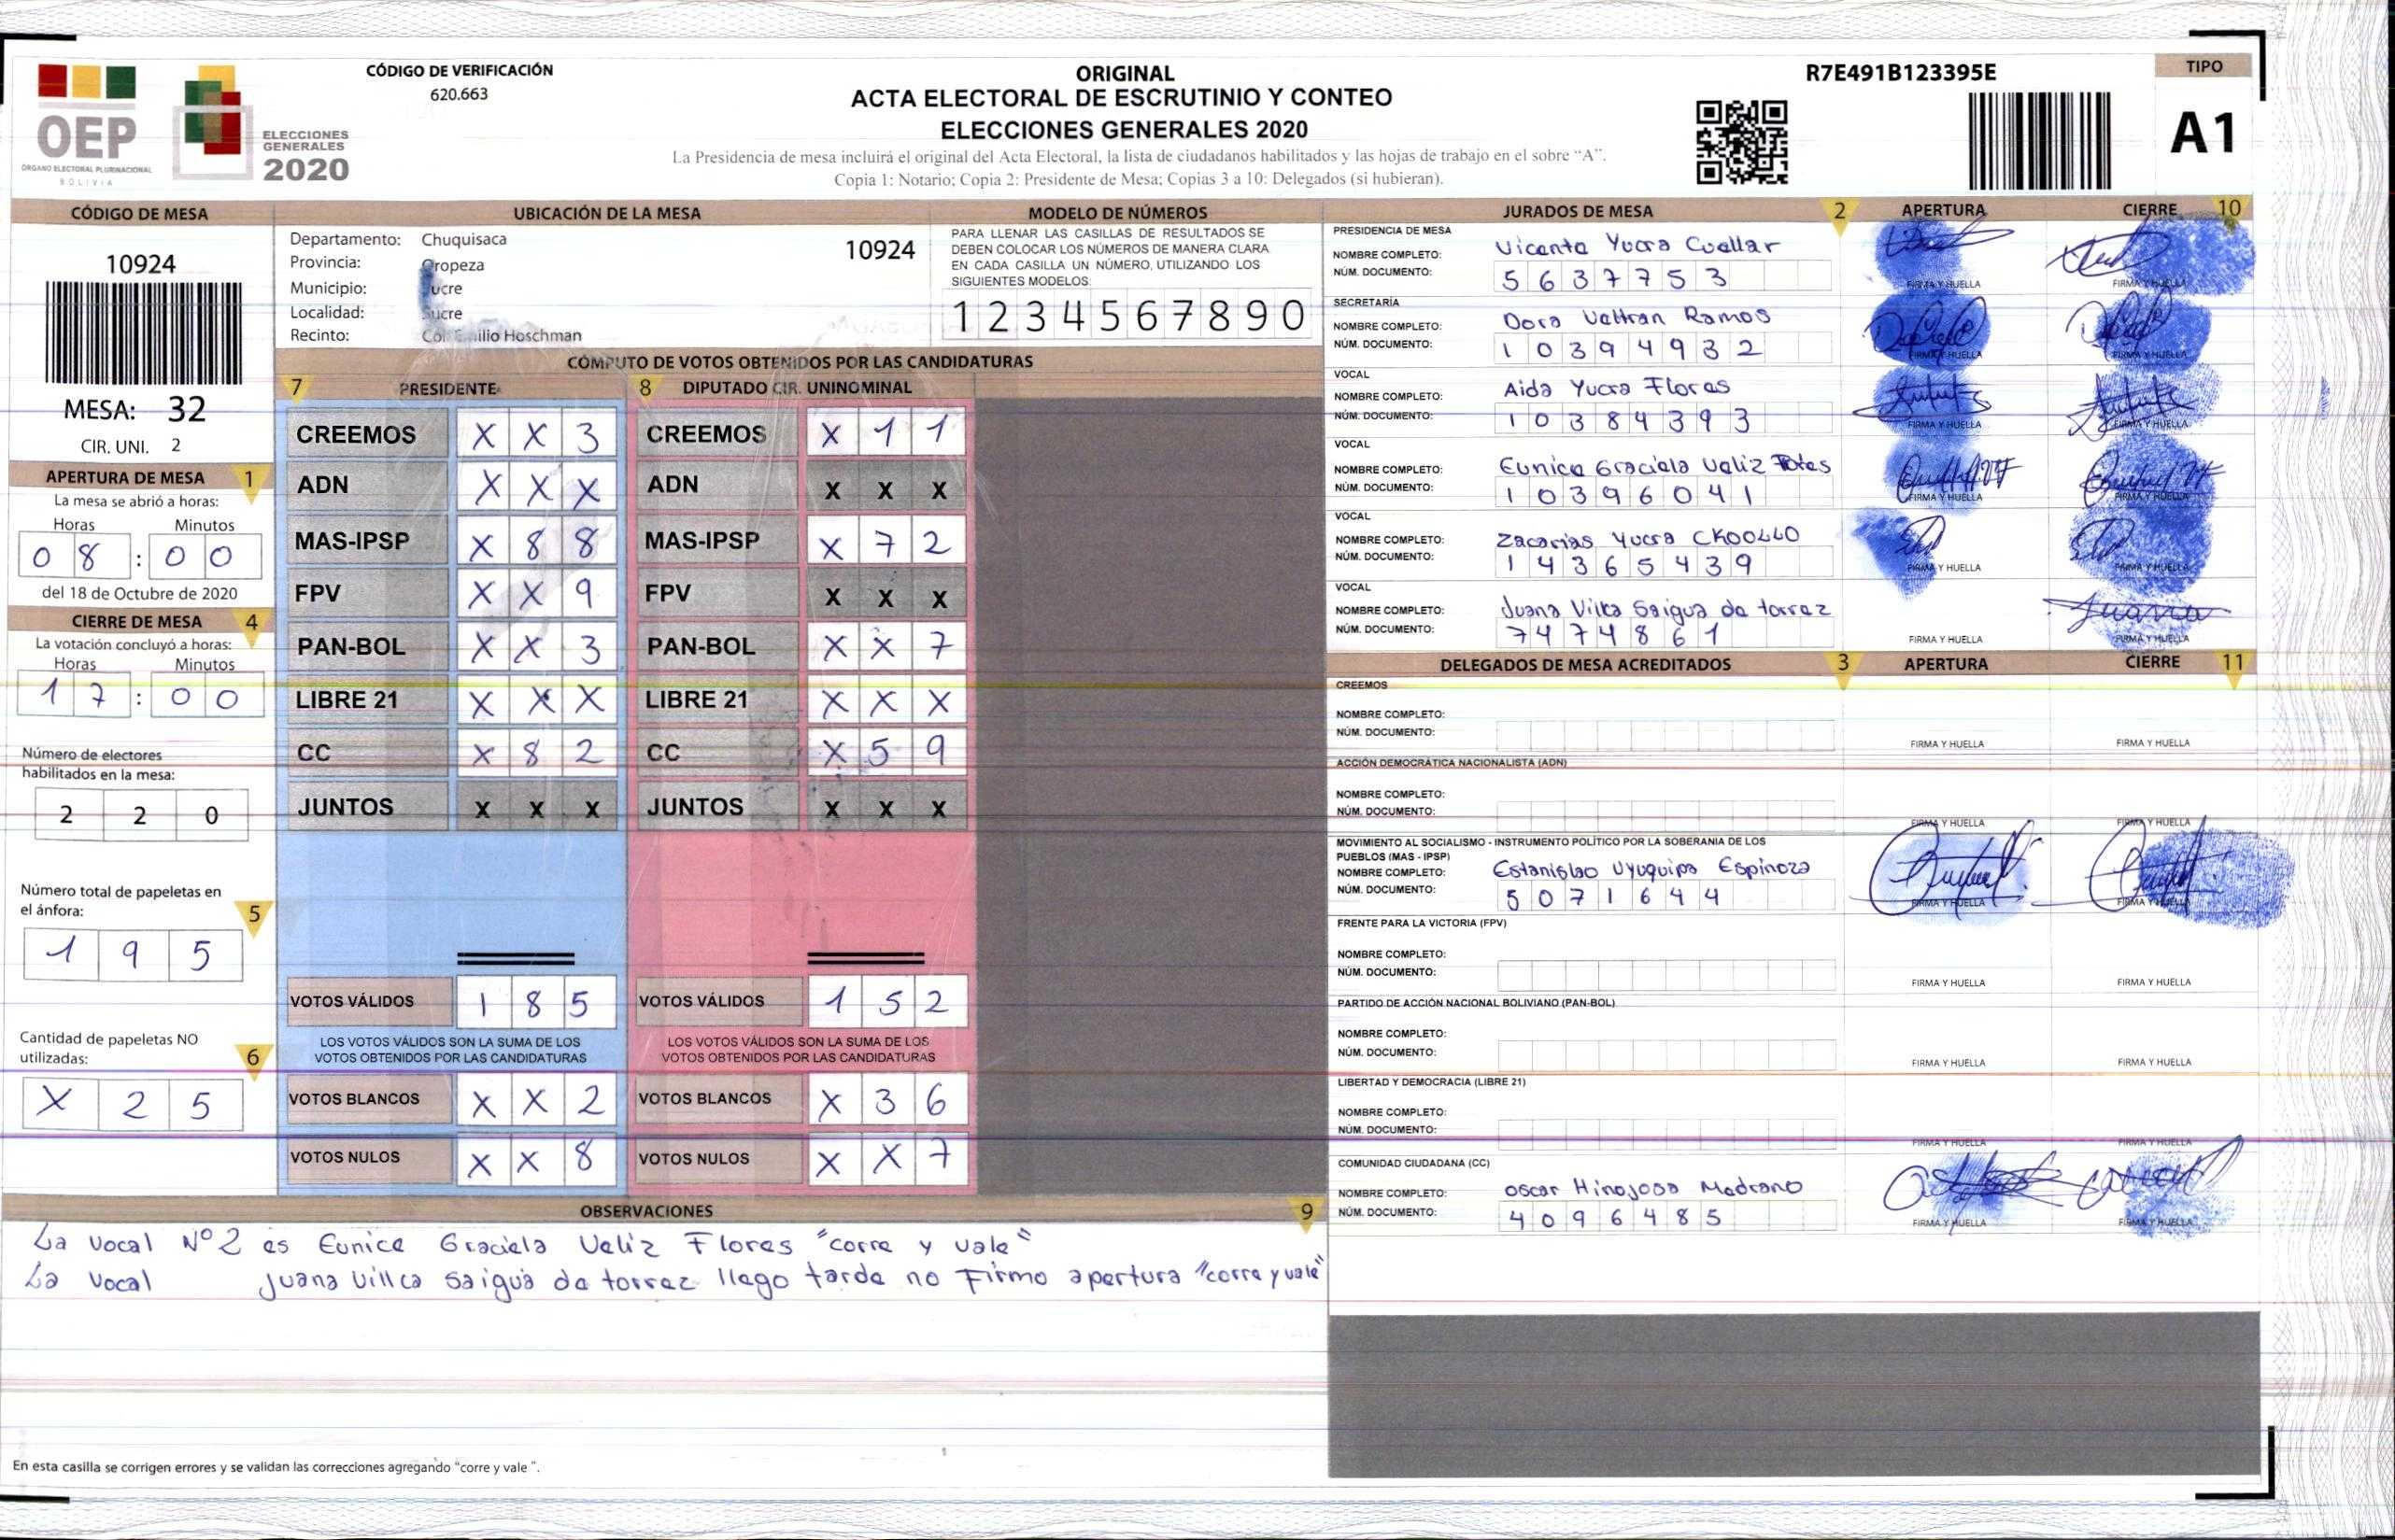 OEP
ÓRGANO ELECTORAL PLURINACIONAL
BOLIVIA
ELECCIONES
GENERALES
2020
CÓDIGO DE VERIFICACIÓN
620.663
ORIGINAL
ACTA ELECTORAL DE ESCRUTINIO Y CONTEO
ELECCIONES GENERALES 2020
La Presidencia de mesa incluirá el original del Acta Electoral, la lista de ciudadanos habilitados y las hojas de trabajo en el sobre “A”.
Copia 1: Notario; Copia 2: Presidente de Mesa; Copias 3 a 10: Delegados (si hubieran).
R7E491B123395E
TIPO
A1
CÓDIGO DE MESA
10924
MESA: 32
CIR. UNI. 2
APERTURA DE MESA 1
La mesa se abrió a horas:
Horas Minutos
0 8 : 0 0
del 18 de Octubre de 2020
CIERRE DE MESA 4
La votación concluyó a horas:
Horas Minutos
1 7 : 0 0
Número de electores
habilitados en la mesa:
2 2 0
Número total de papeletas en
el ánfora: 5
1 9 5
Cantidad de papeletas NO
utilizadas: 6
X 2 5
UBICACIÓN DE LA MESA
Departamento: Chuquisaca
Provincia: Oropeza
Municipio: Sucre
Localidad: Sucre
Recinto: Col. Emilio Hoschman
10924
MODELO DE NÚMEROS
PARA LLENAR LAS CASILLAS DE RESULTADOS SE
DEBEN COLOCAR LOS NÚMEROS DE MANERA CLARA
EN CADA CASILLA UN NÚMERO, UTILIZANDO LOS
SIGUIENTES MODELOS:
1 2 3 4 5 6 7 8 9 0
CÓMPUTO DE VOTOS OBTENIDOS POR LAS CANDIDATURAS
7 PRESIDENTE 8 DIPUTADO CIR. UNINOMINAL
CREEMOS X X 3 CREEMOS X 1 1
ADN X X X ADN X X X
MAS-IPSP X 8 8 MAS-IPSP X 7 2
FPV X X 9 FPV X X X
PAN-BOL X X 3 PAN-BOL X X 7
LIBRE 21 X X X LIBRE 21 X X X
CC X 8 2 CC X 5 9
JUNTOS X X X JUNTOS X X X
VOTOS VÁLIDOS 1 8 5 VOTOS VÁLIDOS 1 5 2
LOS VOTOS VÁLIDOS SON LA SUMA DE LOS LOS VOTOS VÁLIDOS SON LA SUMA DE LOS
VOTOS OBTENIDOS POR LAS CANDIDATURAS VOTOS OBTENIDOS POR LAS CANDIDATURAS
VOTOS BLANCOS X X 2 VOTOS BLANCOS X 3 6
VOTOS NULOS X X 8 VOTOS NULOS X X 7
OBSERVACIONES 9
La vocal Nº 2 es Eunice Graciela Veliz Flores "corre y vale"
La vocal Juana Villca Saigua de torrez llego tarde no Firmo apertura "corre y vale"
En esta casilla se corrigen errores y se validan las correcciones agregando “corre y vale ”.
JURADOS DE MESA 2 APERTURA CIERRE 10
PRESIDENCIA DE MESA
NOMBRE COMPLETO: Vicente Yucra Cuellar
NÚM. DOCUMENTO: 5 6 3 7 7 5 3
FIRMA Y HUELLA FIRMA Y HUELLA
SECRETARÍA
NOMBRE COMPLETO: Dora Veltran Ramos
NÚM. DOCUMENTO: 1 0 3 9 4 9 3 2
FIRMA Y HUELLA FIRMA Y HUELLA
VOCAL
NOMBRE COMPLETO: Aida Yucra Flores
NÚM. DOCUMENTO: 1 0 3 8 4 3 9 3
FIRMA Y HUELLA FIRMA Y HUELLA
VOCAL
NOMBRE COMPLETO: Eunice Graciela Veliz
NÚM. DOCUMENTO: 1 0 3 9 6 0 4 1
FIRMA Y HUELLA FIRMA Y HUELLA
VOCAL
NOMBRE COMPLETO: Zacarias Yucra CKOOLLO
NÚM. DOCUMENTO: 1 4 3 6 5 4 3 9
FIRMA Y HUELLA FIRMA Y HUELLA
VOCAL
NOMBRE COMPLETO: Juana Vilka Saigua de torrez
NÚM. DOCUMENTO: 7 4 7 4 8 6 1
FIRMA Y HUELLA Juana FIRMA Y HUELLA
DELEGADOS DE MESA ACREDITADOS 3 APERTURA CIERRE 11
CREEMOS
NOMBRE COMPLETO:
NÚM. DOCUMENTO:
FIRMA Y HUELLA FIRMA Y HUELLA
ACCIÓN DEMOCRÁTICA NACIONALISTA (ADN)
NOMBRE COMPLETO:
NÚM. DOCUMENTO:
FIRMA Y HUELLA FIRMA Y HUELLA
MOVIMIENTO AL SOCIALISMO - INSTRUMENTO POLÍTICO POR LA SOBERANIA DE LOS
PUEBLOS (MAS - IPSP)
NOMBRE COMPLETO: Estanislao Uyuquipa Espinoza
NÚM. DOCUMENTO: 5 0 7 1 6 4 4
FIRMA Y HUELLA FIRMA Y HUELLA
FRENTE PARA LA VICTORIA (FPV)
NOMBRE COMPLETO:
NÚM. DOCUMENTO:
FIRMA Y HUELLA FIRMA Y HUELLA
PARTIDO DE ACCIÓN NACIONAL BOLIVIANO (PAN-BOL)
NOMBRE COMPLETO:
NÚM. DOCUMENTO:
FIRMA Y HUELLA FIRMA Y HUELLA
LIBERTAD Y DEMOCRACIA (LIBRE 21)
NOMBRE COMPLETO:
NÚM. DOCUMENTO:
FIRMA Y HUELLA FIRMA Y HUELLA
COMUNIDAD CIUDADANA (CC)
NOMBRE COMPLETO: Oscar Hinojosa Medrano
NÚM. DOCUMENTO: 4 0 9 6 4 8 5
FIRMA Y HUELLA FIRMA Y HUELLA